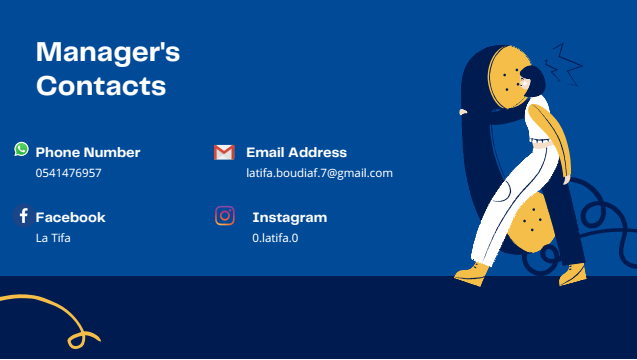 Manager's
Contacts
Phone Number
0541476957
Email Address
latifa.boudiaf.7@gmail.com
Facebook
La Tifa
Instagram
0.latifa.0